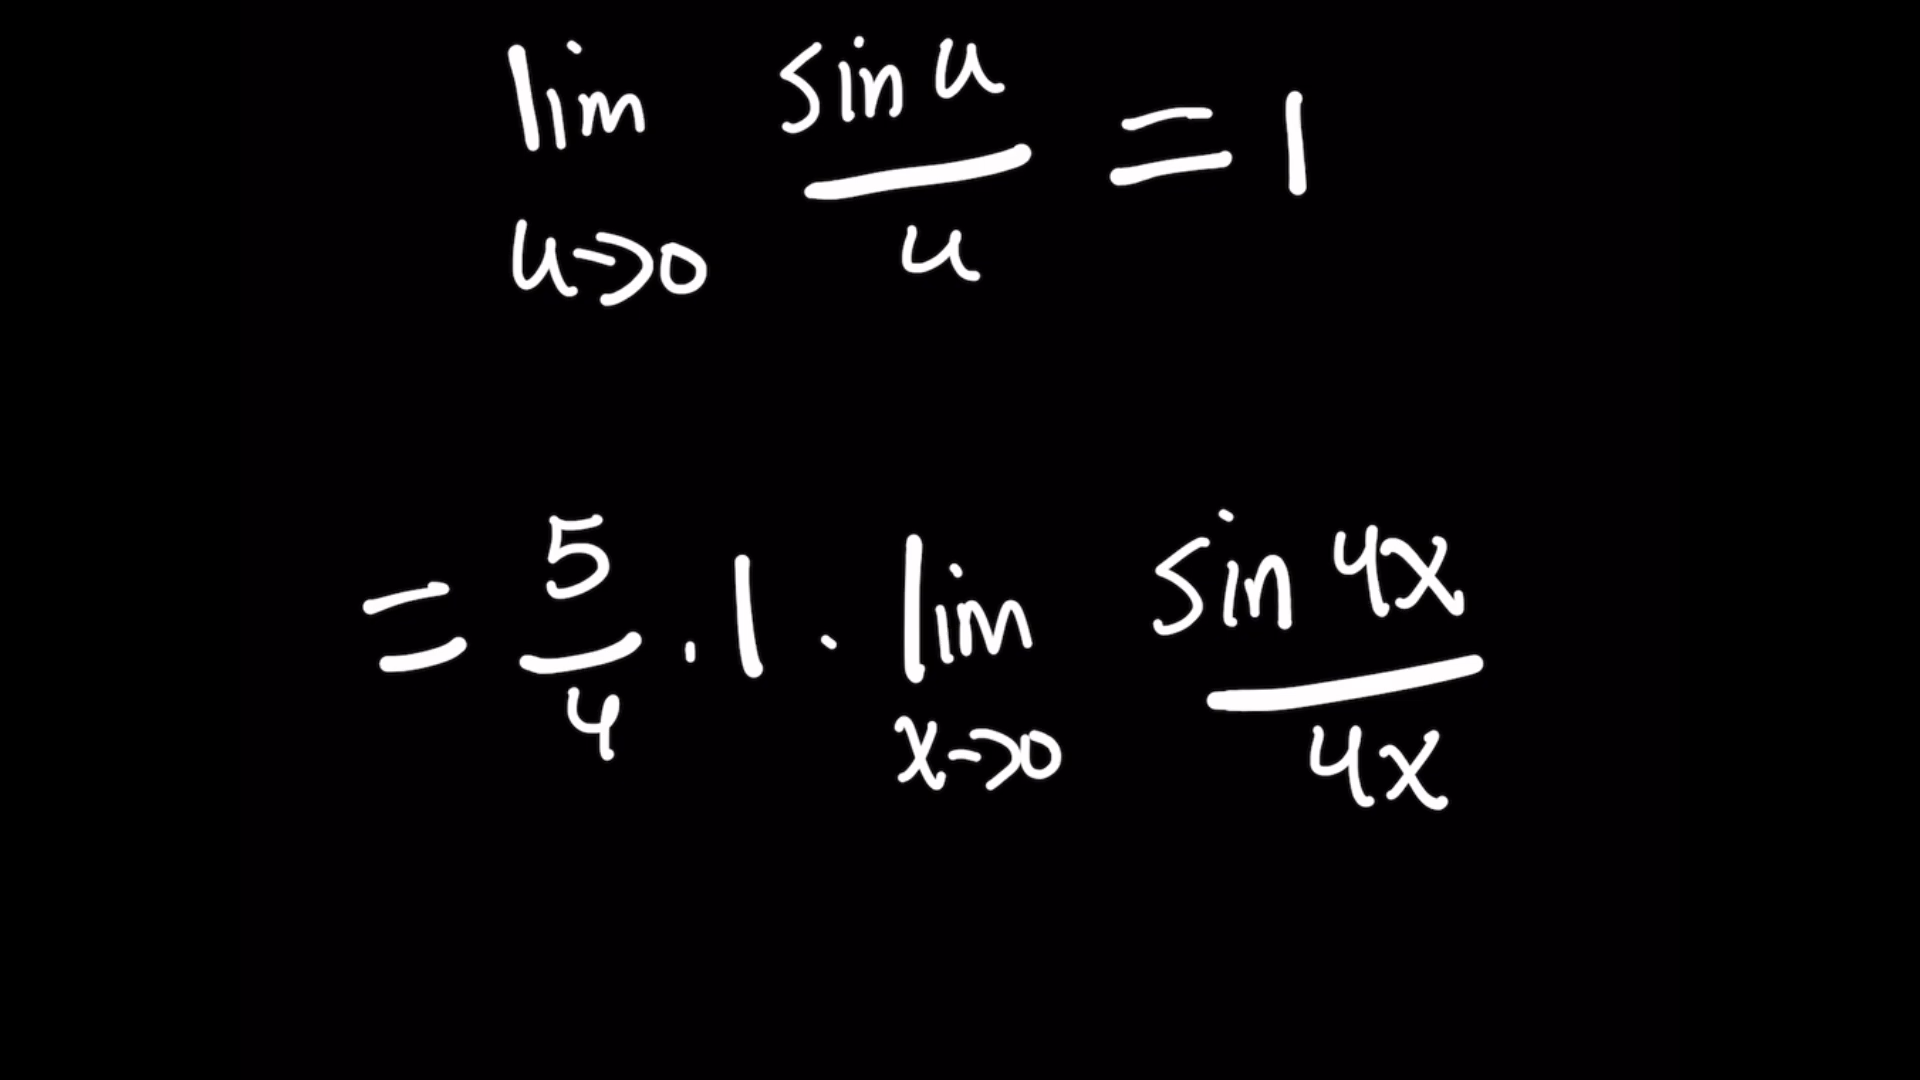 lim sin u / u = 1
u→0
= 5/4 · 1 · lim sin 4x / 4x
x→0